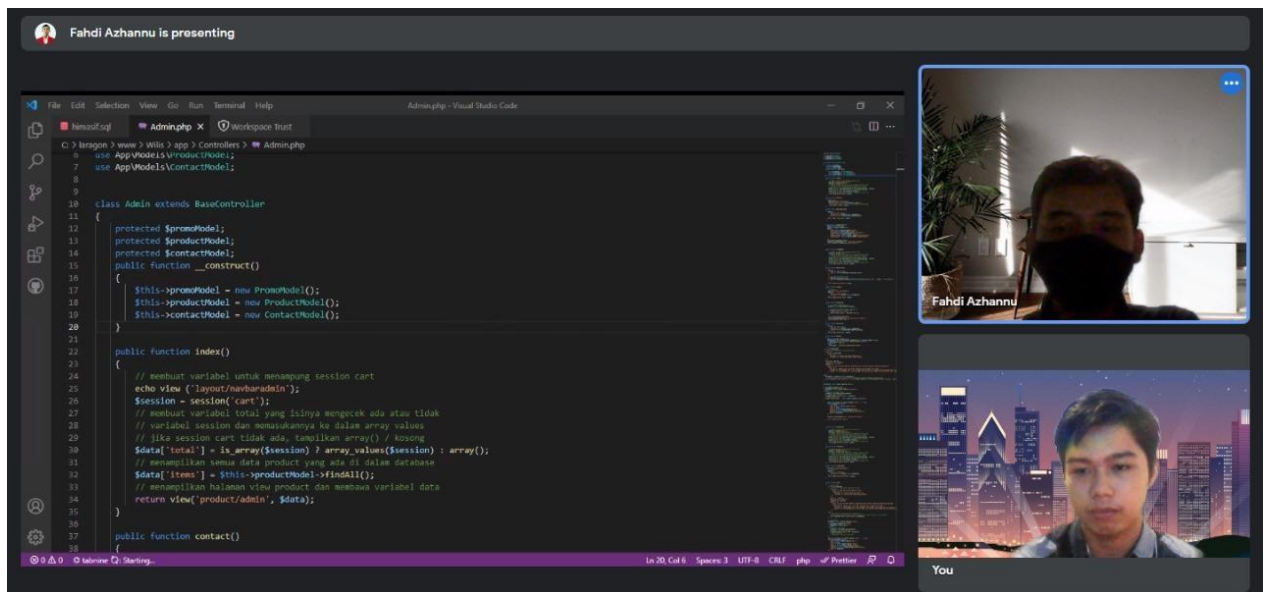 Fahdi Azhannu is presenting
File Edit Selection View Go Run Terminal Help
Admin.php - Visual Studio Code
himasif.sql Admin.php Workspace Trust
C: > laragon > www > Wilis > app > Controllers > Admin.php
6 use App\Models\ProductModel;
7 use App\Models\ContactModel;
8
9
10 class Admin extends BaseController
11 {
12 protected $promoModel;
13 protected $productModel;
14 protected $contactModel;
15 public function __construct()
16 {
17 $this->promoModel = new PromoModel();
18 $this->productModel = new ProductModel();
19 $this->contactModel = new ContactModel();
20 }
21
22 public function index()
23 {
24 // membuat variabel untuk menampung session cart
25 echo view ('layout/navbaradmin');
26 $session = session('cart');
27 // membuat variabel total yang isinya mengecek ada atau tidak
28 // variabel session dan memasukannya ke dalam array values
29 // jika session cart tidak ada, tampilkan array() / kosong
30 $data['total'] = is_array($session) ? array_values($session) : array();
31 // menampilkan semua data product yang ada di dalam database
32 $data['items'] = $this->productModel->findAll();
33 // menampilkan halaman view product dan membawa variabel data
34 return view('product/admin', $data);
35 }
36
37 public function contact()
38 {
0 0 tabnine Starting...
Ln 20, Col 6 Spaces: 3 UTF-8 CRLF php Prettier
Fahdi Azhannu
You